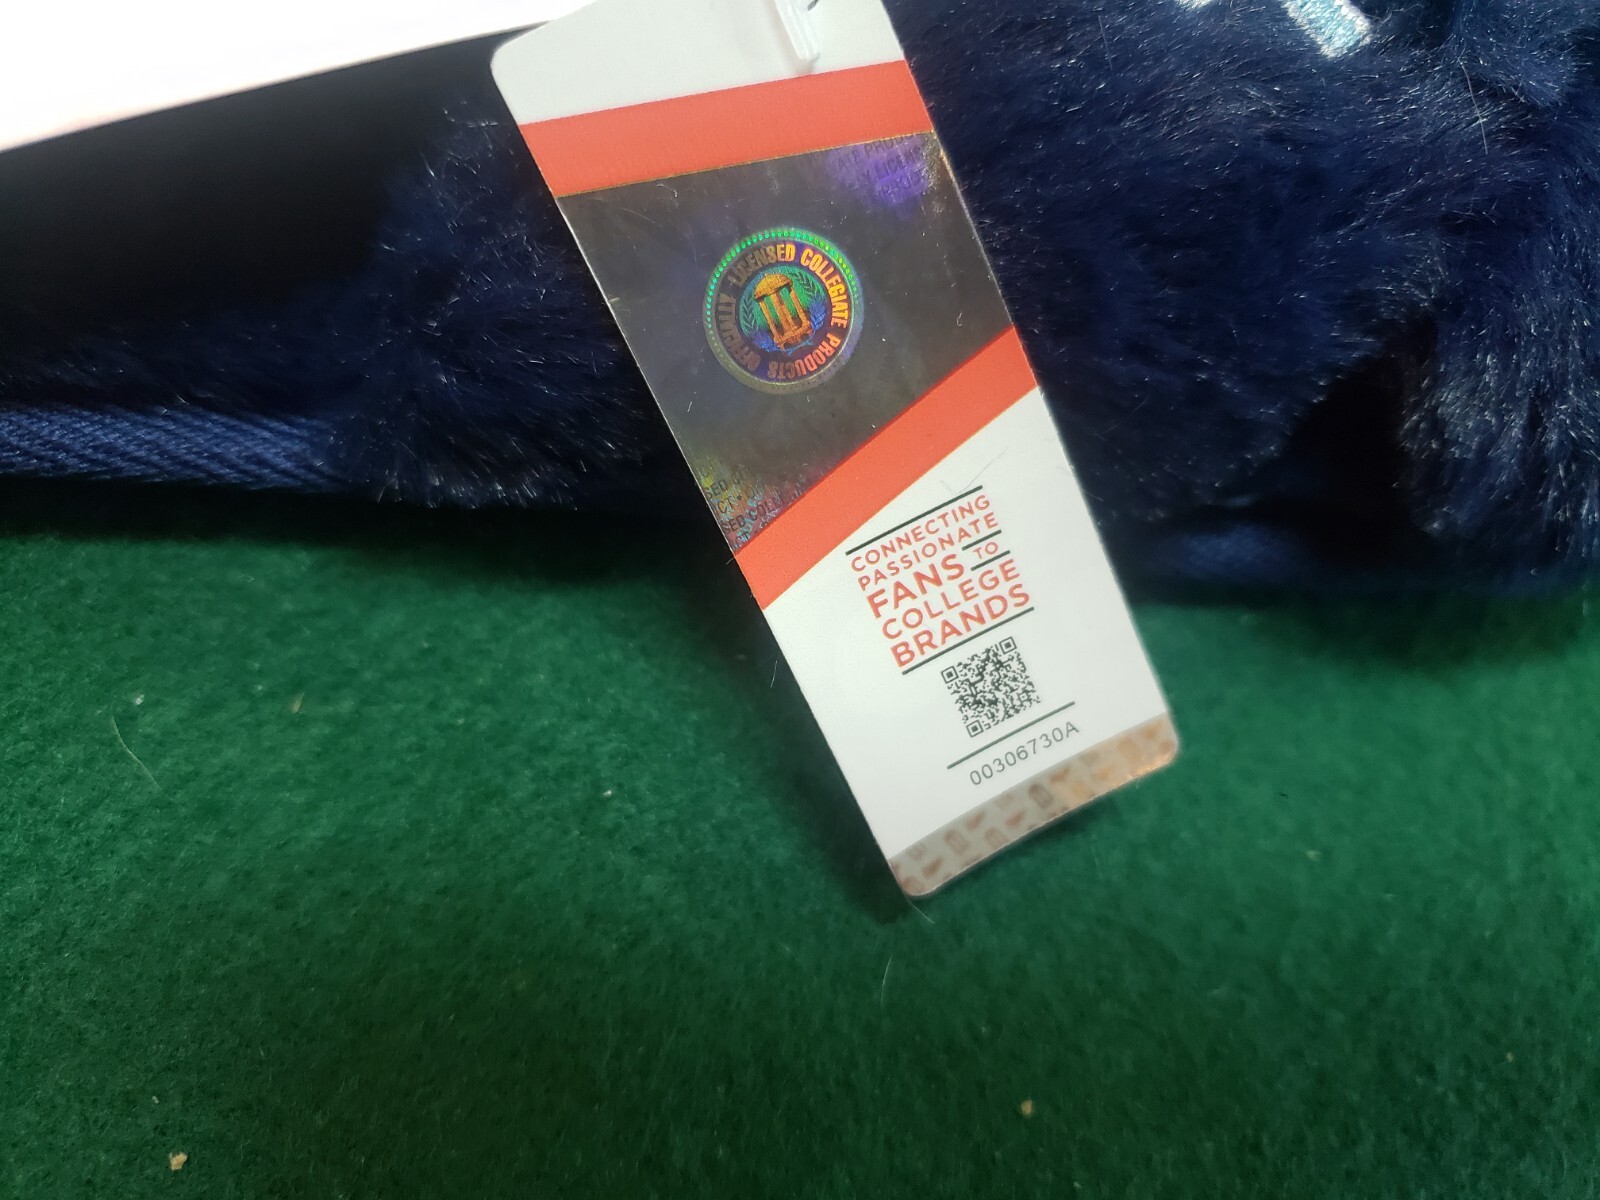 OFFICIALLY LICENSED COLLEGIATE PRODUCTS
CONNECTING
PASSIONATE
FANS TO
COLLEGE
BRANDS
00306730A